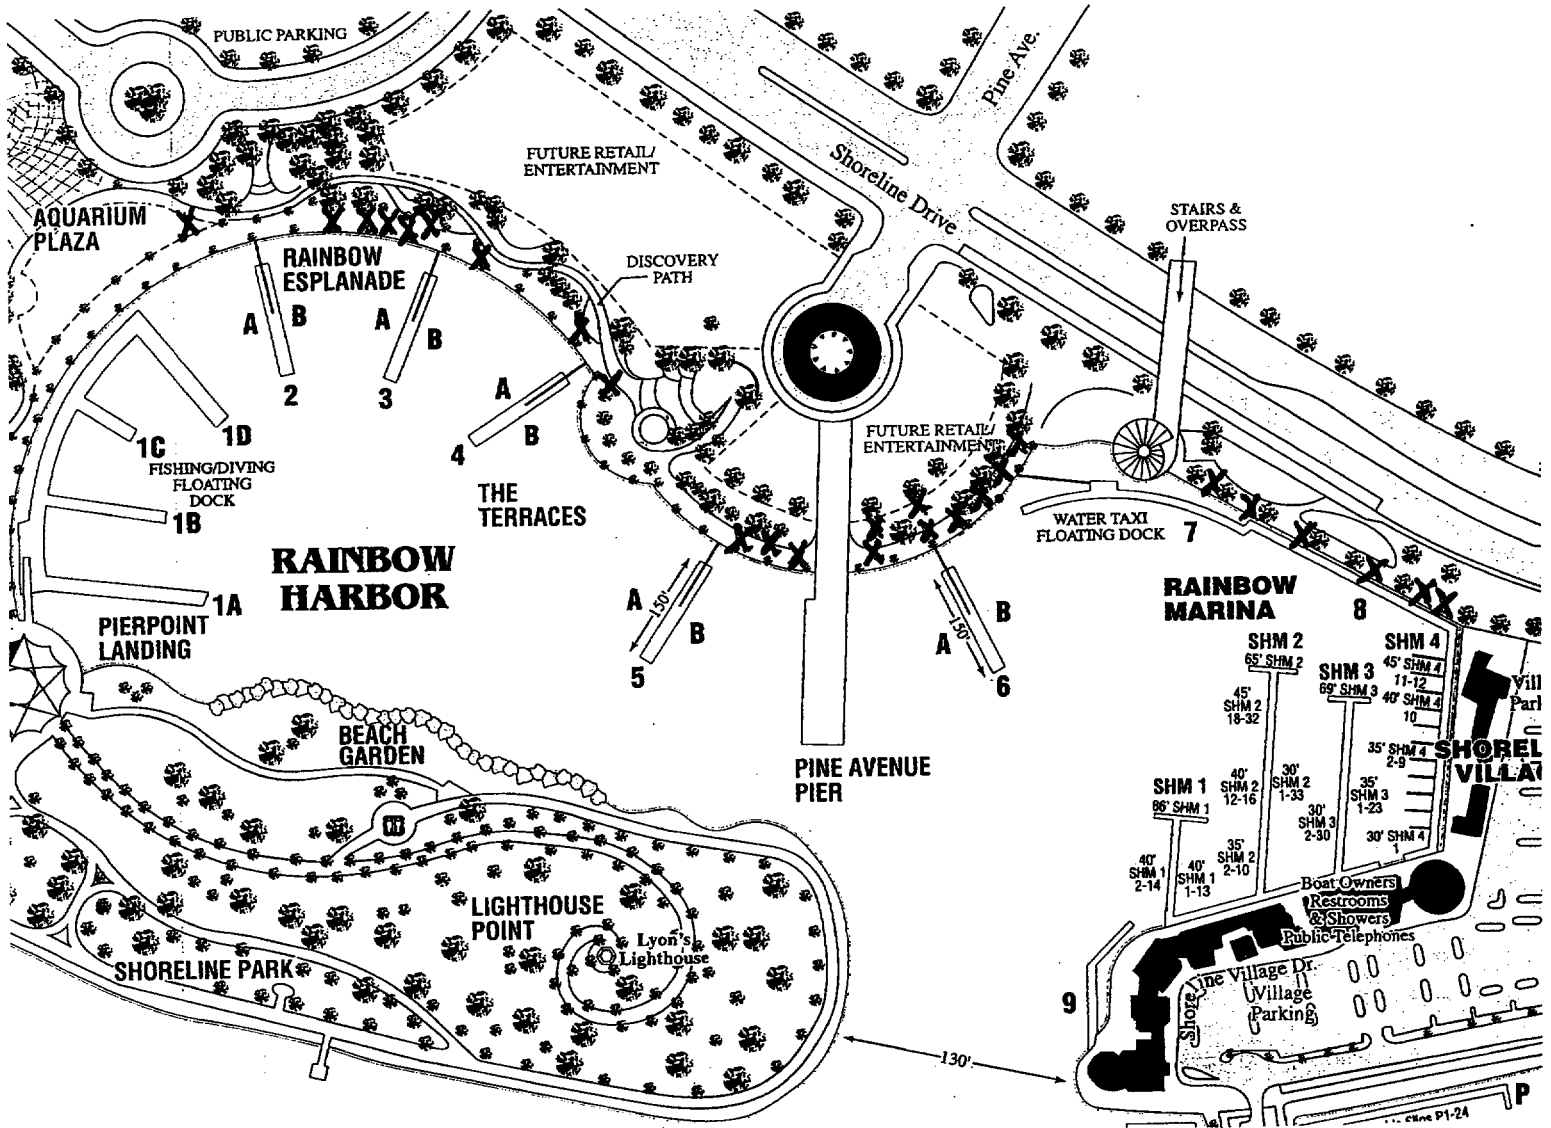 PUBLIC PARKING
Pine Ave.
FUTURE RETAIL/
ENTERTAINMENT
Shoreline Drive
STAIRS &
OVERPASS
AQUARIUM
PLAZA
RAINBOW
ESPLANADE
DISCOVERY
PATH
A
B
2
A
B
3
A
B
4
1D
1C
FISHING/DIVING
FLOATING
DOCK
1B
1A
THE
TERRACES
FUTURE RETAIL/
ENTERTAINMENT
WATER TAXI
FLOATING DOCK
7
RAINBOW
HARBOR
PIERPOINT
LANDING
A
150'
B
5
B
A
150'
6
RAINBOW
MARINA
8
PINE AVENUE
PIER
BEACH
GARDEN
SHM 2
65' SHM 2
45'
SHM 2
18-32
40'
SHM 2
12-16
30'
SHM 2
1-33
35'
SHM 2
2-10
SHM 3
69' SHM 3
35'
SHM 3
1-23
30'
SHM 3
2-30
SHM 4
45' SHM 4
11-12
40' SHM 4
10
35' SHM 4
2-9
30' SHM 4
1
SHM 1
86' SHM 1
40'
SHM 1
2-14
40'
SHM 1
1-13
Vill
Park
SHOREL
VILLAG
Boat Owners
Restrooms
& Showers
Public Telephones
LIGHTHOUSE
POINT
Lyon's
Lighthouse
SHORELINE PARK
9
130'
Shoreline Village Dr.
Village
Parking
P
Slips P1-24